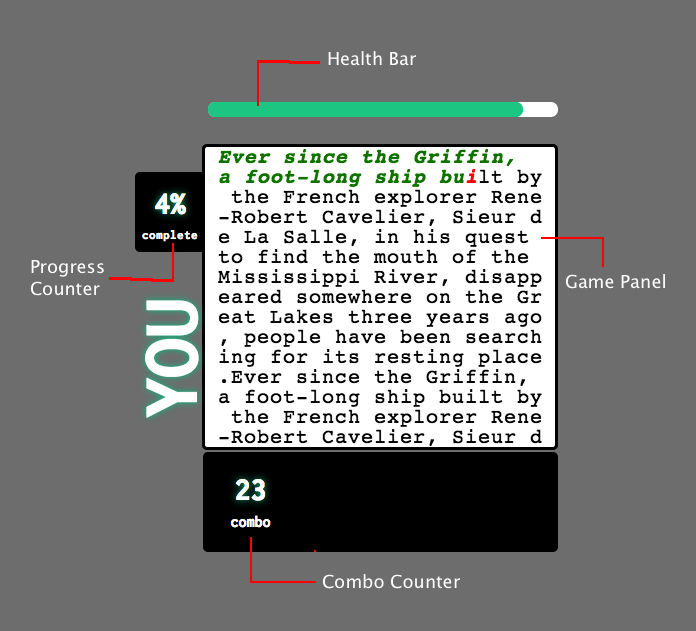 Health Bar
Ever since the Griffin,
a foot-long ship built by
the French explorer Rene
-Robert Cavelier, Sieur d
e La Salle, in his quest
to find the mouth of the
Mississippi River, disapp
eared somewhere on the Gr
eat Lakes three years ago
, people have been search
ing for its resting place
.Ever since the Griffin,
a foot-long ship built by
the French explorer Rene
-Robert Cavelier, Sieur d
4%
complete
Progress
Counter
YOU
Game Panel
23
combo
Combo Counter